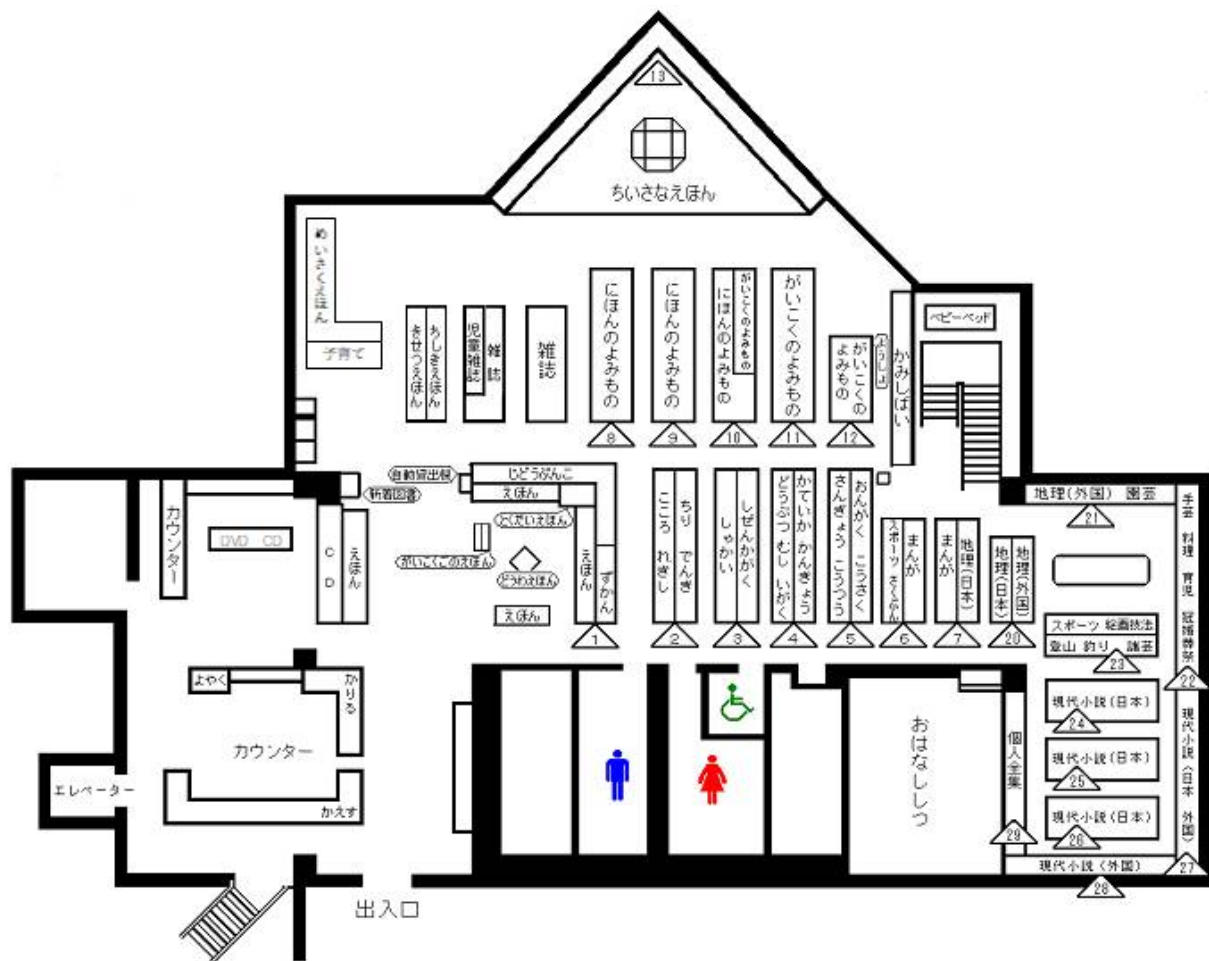 13
ちいさなえほん
めいさくえほん
子育て
きせつえほん
ちしきえほん
児童雑誌
雑誌
雑誌
にほんのよみもの
8
にほんのよみもの
9
にほんのよみもの
がいこくのよみもの
10
がいこくのよみもの
11
がいこくの
よみもの
12
ようしょ
かみしばい
ベビーベッド
自動貸出機
新着図書
じどうぶんこ
えほん
とくだいえほん
がいこくごのえほん
どうわえほん
えほん
えほん
ずかん
1
こころ れきし
ちり でんき
2
しゃかい
しぜんかがく
3
どうぶつ むし いがく
かていか かんきょう
4
さんぎょう こうつう
おんがく こうさく
5
スポーツ さくぶん
まんが
6
まんが
地理(日本)
7
地理(日本)
地理(外国)
20
地理(外国) 園芸
21
手芸 料理 育児 冠婚葬祭
22
スポーツ 絵画技法
登山 釣り 諸芸
23
現代小説(日本)
24
現代小説(日本)
25
現代小説(日本)
26
現代小説(日本 外国)
27
現代小説(外国)
28
個人全集
29
おはなししつ
カウンター
DVD CD
CD
えほん
よやく
かりる
カウンター
かえす
エレベーター
出入口